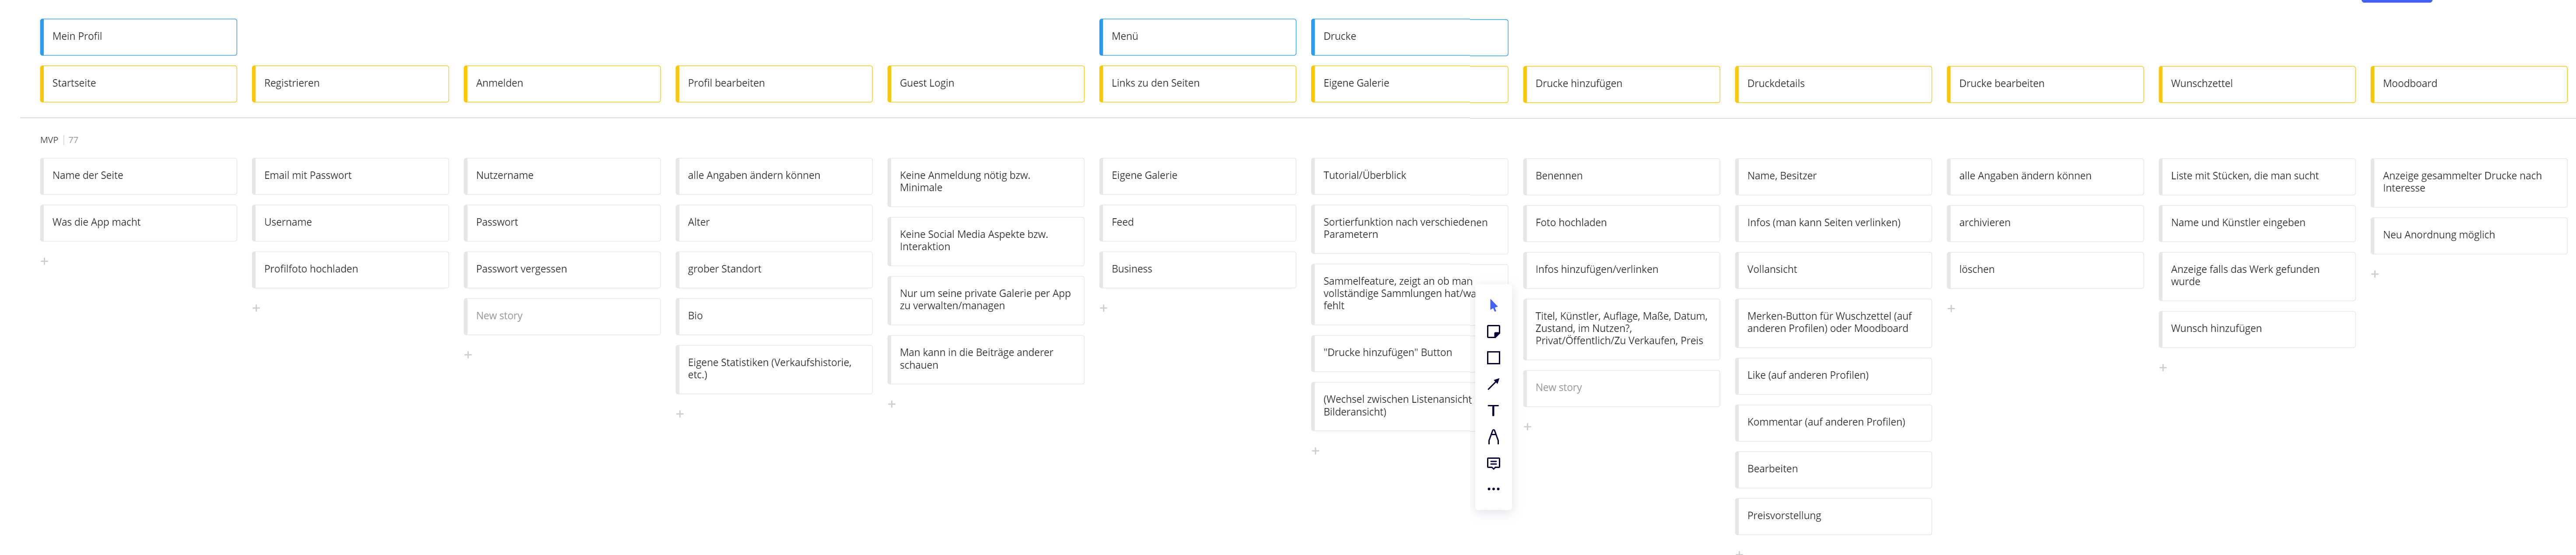 Mein Profil
Menü
Drucke
Startseite
Registrieren
Anmelden
Profil bearbeiten
Guest Login
Links zu den Seiten
Eigene Galerie
Drucke hinzufügen
Druckdetails
Drucke bearbeiten
Wunschzettel
Moodboard
MVP | 77
Name der Seite
Was die App macht
Email mit Passwort
Username
Profilfoto hochladen
Nutzername
Passwort
Passwort vergessen
New story
alle Angaben ändern können
Alter
grober Standort
Bio
Eigene Statistiken (Verkaufshistorie,
etc.)
Keine Anmeldung nötig bzw.
Minimale
Keine Social Media Aspekte bzw.
Interaktion
Nur um seine private Galerie per App
zu verwalten/managen
Man kann in die Beiträge anderer
schauen
Eigene Galerie
Feed
Business
Tutorial/Überblick
Sortierfunktion nach verschiedenen
Parametern
Sammelfeature, zeigt an ob man
vollständige Sammlungen hat/wa
fehlt
"Drucke hinzufügen" Button
(Wechsel zwischen Listenansicht
Bilderansicht)
Benennen
Foto hochladen
Infos hinzufügen/verlinken
Titel, Künstler, Auflage, Maße, Datum,
Zustand, im Nutzen?,
Privat/Öffentlich/Zu Verkaufen, Preis
New story
Name, Besitzer
Infos (man kann Seiten verlinken)
Vollansicht
Merken-Button für Wuschzettel (auf
anderen Profilen) oder Moodboard
Like (auf anderen Profilen)
Kommentar (auf anderen Profilen)
Bearbeiten
Preisvorstellung
alle Angaben ändern können
archivieren
löschen
Liste mit Stücken, die man sucht
Name und Künstler eingeben
Anzeige falls das Werk gefunden
wurde
Wunsch hinzufügen
Anzeige gesammelter Drucke nach
Interesse
Neu Anordnung möglich